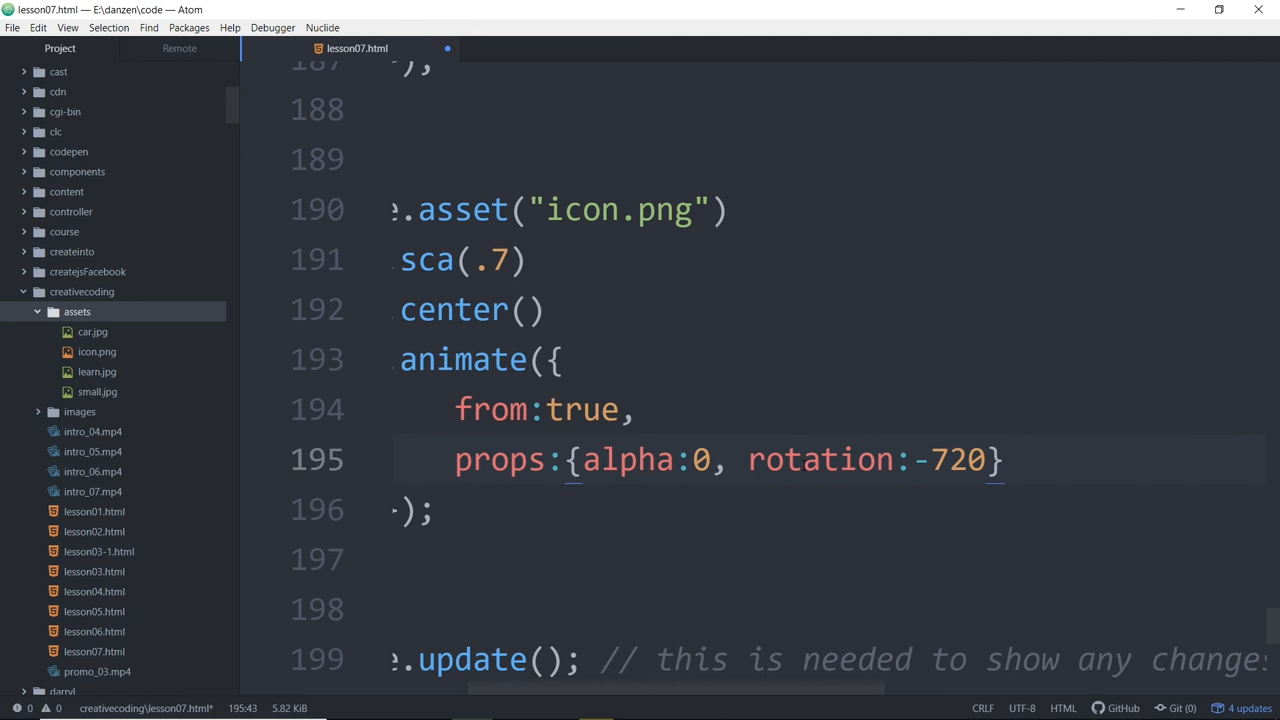 lesson07.html — E:\danzen\code — Atom
File Edit View Selection Find Packages Help Debugger Nuclide
Project Remote
lesson07.html
cast
cdn
cgi-bin
clc
codepen
components
content
controller
course
createinto
createjsFacebook
creativecoding
assets
car.jpg
icon.png
learn.jpg
small.jpg
images
intro_04.mp4
intro_05.mp4
intro_06.mp4
intro_07.mp4
lesson01.html
lesson02.html
lesson03-1.html
lesson03.html
lesson04.html
lesson05.html
lesson06.html
lesson07.html
promo_03.mp4
darryl
187 });
188
189
190 e.asset("icon.png")
191 sca(.7)
192 center()
193 animate({
194 from:true,
195 props:{alpha:0, rotation:-720}
196 });
197
198
199 e.update(); // this is needed to show any changes
0 0 creativecoding\lesson07.html* 195:43 5.82 KiB CRLF UTF-8 HTML GitHub Git (0) 4 updates